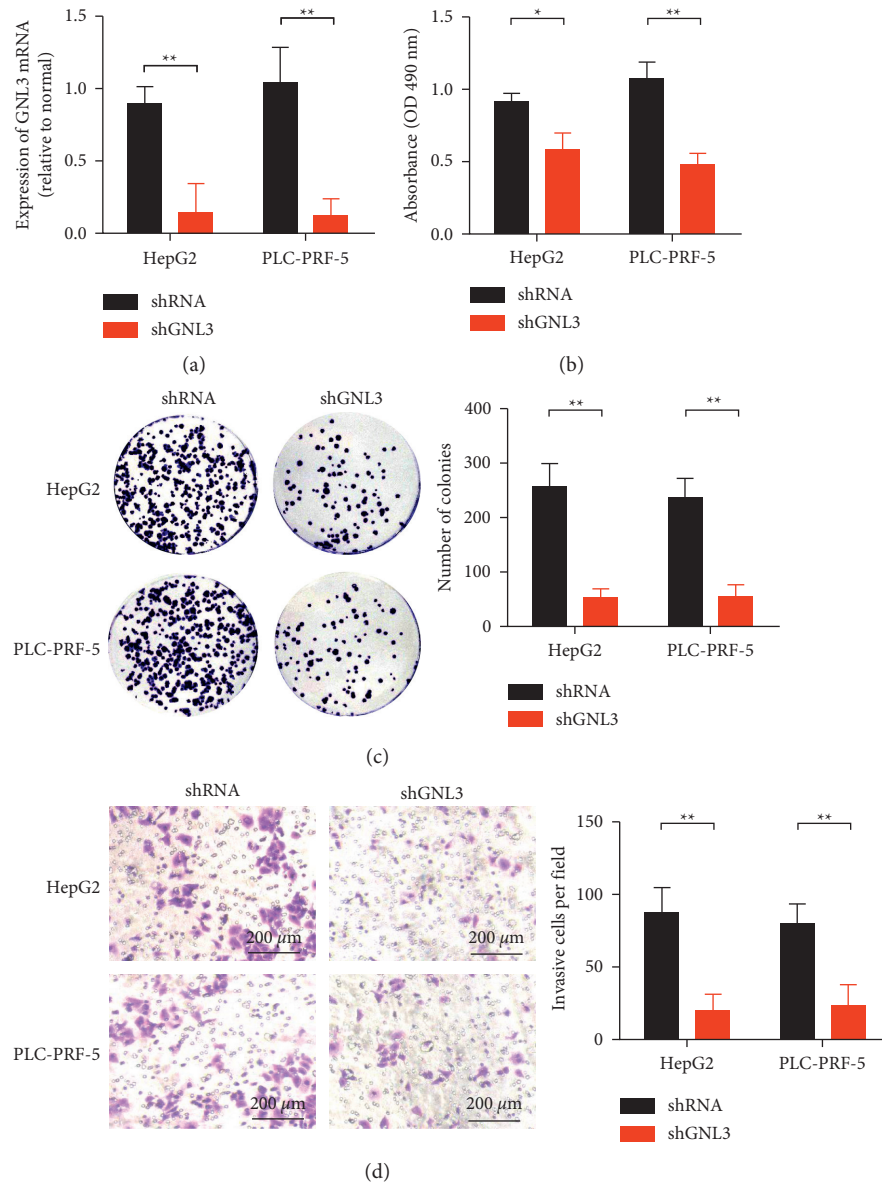 Expression of GNL3 mRNA
(relative to normal)
1.5
1.0
0.5
0.0
**
**
HepG2
PLC-PRF-5
shRNA
shGNL3
(a)
Absorbance (OD 490 nm)
1.5
1.0
0.5
0.0
*
**
HepG2
PLC-PRF-5
shRNA
shGNL3
(b)
shRNA
shGNL3
HepG2
PLC-PRF-5
Number of colonies
400
300
200
100
0
**
**
HepG2
PLC-PRF-5
shRNA
shGNL3
(c)
shRNA
shGNL3
HepG2
200 μm
200 μm
PLC-PRF-5
200 μm
200 μm
Invasive cells per field
150
100
50
0
**
**
HepG2
PLC-PRF-5
shRNA
shGNL3
(d)